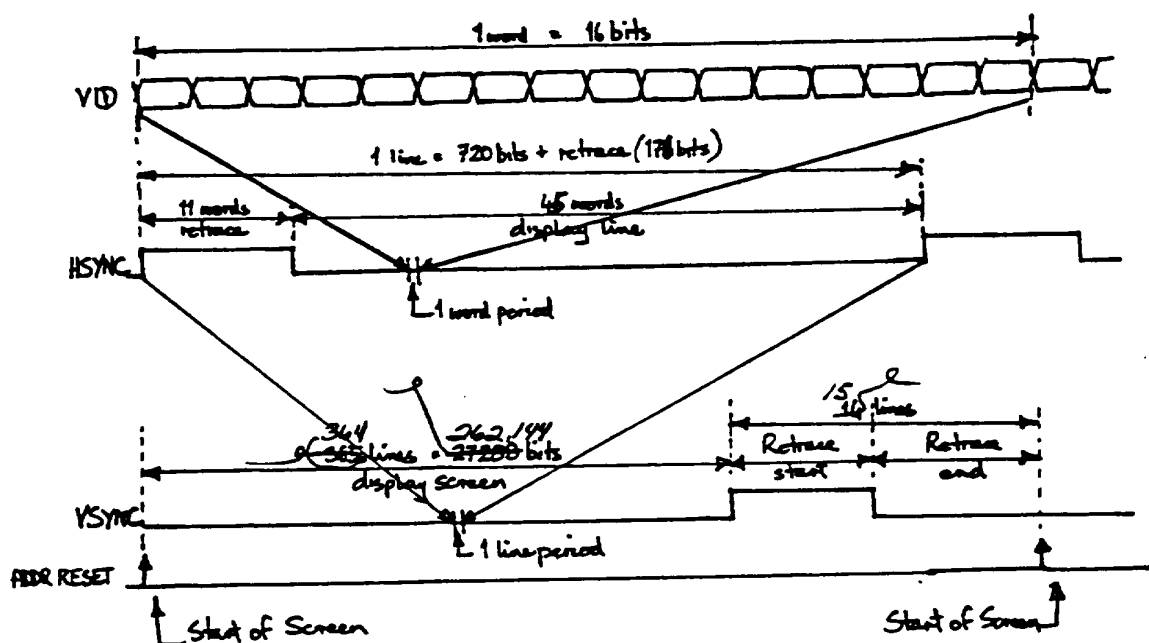 1 word = 16 bits
VID
1 line = 720 bits + retrace (176 bits)
11 words
retrace
45 words
display line
HSYNC
1 word period
15
16 lines
364
365 lines = 27200 bits
262,144
display screen
Retrace
start
Retrace
end
VSYNC
1 line period
ADDR RESET
Start of Screen
Start of Screen